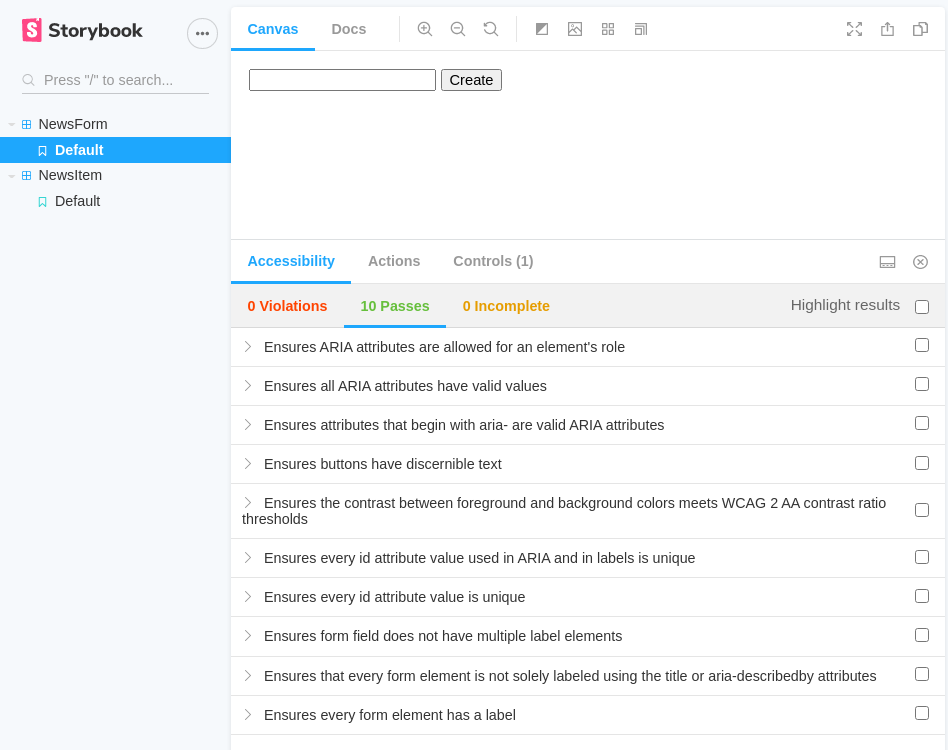 Storybook
Press "/" to search...
NewsForm
Default
NewsItem
Default
Canvas Docs
Create
Accessibility Actions Controls (1)
0 Violations 10 Passes 0 Incomplete Highlight results
Ensures ARIA attributes are allowed for an element's role
Ensures all ARIA attributes have valid values
Ensures attributes that begin with aria- are valid ARIA attributes
Ensures buttons have discernible text
Ensures the contrast between foreground and background colors meets WCAG 2 AA contrast ratio
thresholds
Ensures every id attribute value used in ARIA and in labels is unique
Ensures every id attribute value is unique
Ensures form field does not have multiple label elements
Ensures that every form element is not solely labeled using the title or aria-describedby attributes
Ensures every form element has a label